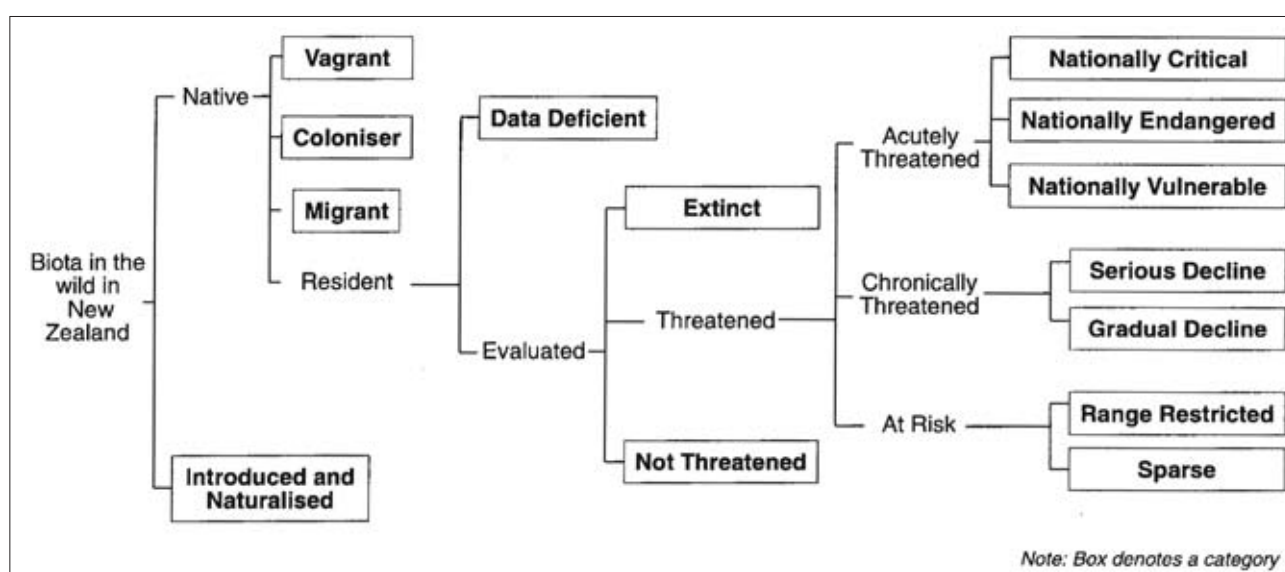 Biota in the
wild in
New
Zealand
Native
Vagrant
Coloniser
Migrant
Resident
Introduced and
Naturalised
Data Deficient
Evaluated
Extinct
Threatened
Not Threatened
Acutely
Threatened
Nationally Critical
Nationally Endangered
Nationally Vulnerable
Chronically
Threatened
Serious Decline
Gradual Decline
At Risk
Range Restricted
Sparse
Note: Box denotes a category